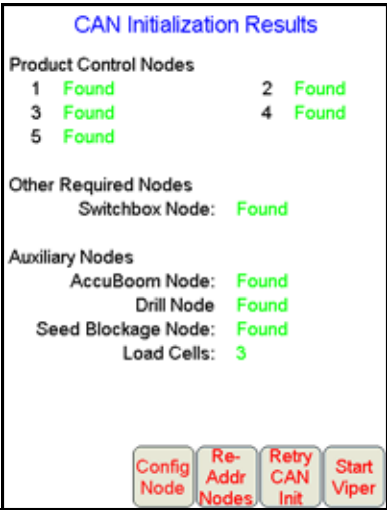 CAN Initialization Results
Product Control Nodes
1 Found 2 Found
3 Found 4 Found
5 Found
Other Required Nodes
Switchbox Node: Found
Auxiliary Nodes
AccuBoom Node: Found
Drill Node Found
Seed Blockage Node: Found
Load Cells: 3
Config Node
Re-Addr Nodes
Retry CAN Init
Start Viper